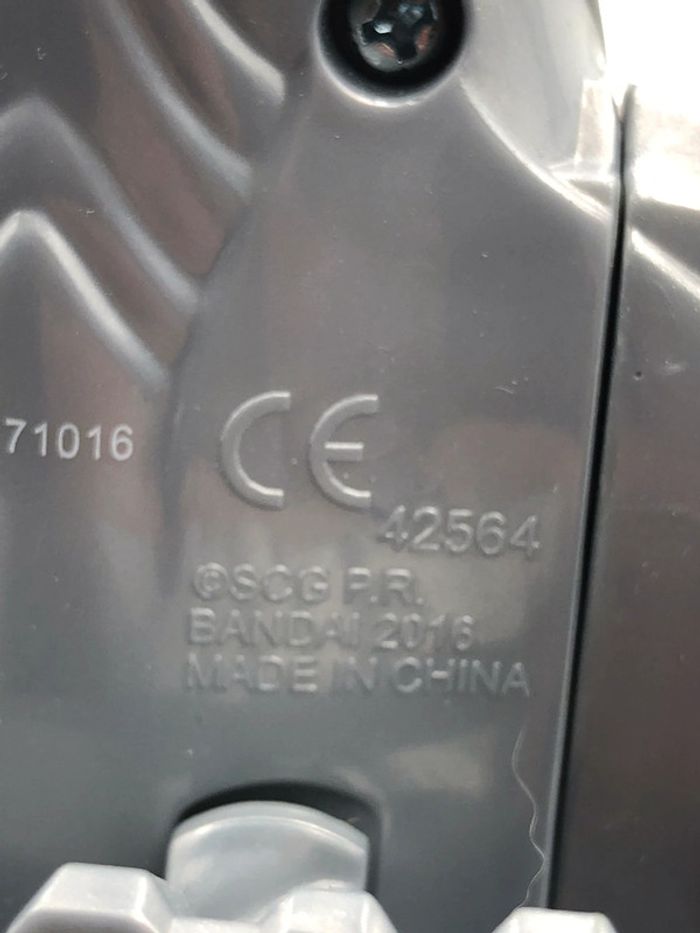 71016
CE
42564
©SCG P.R.
BANDAI 2016
MADE IN CHINA